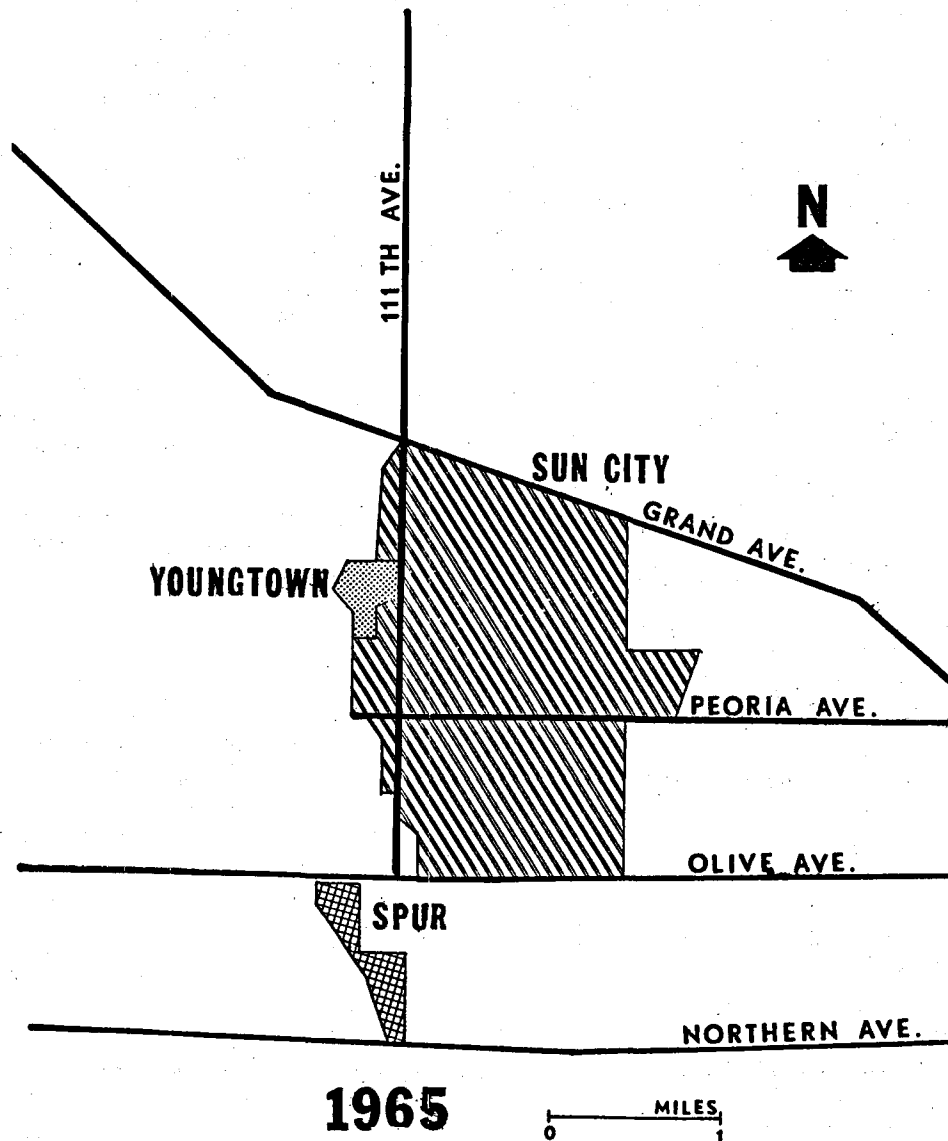 111 TH AVE.
N
SUN CITY
GRAND AVE.
YOUNGTOWN
PEORIA AVE.
OLIVE AVE.
SPUR
NORTHERN AVE.
1965
MILES
0 1